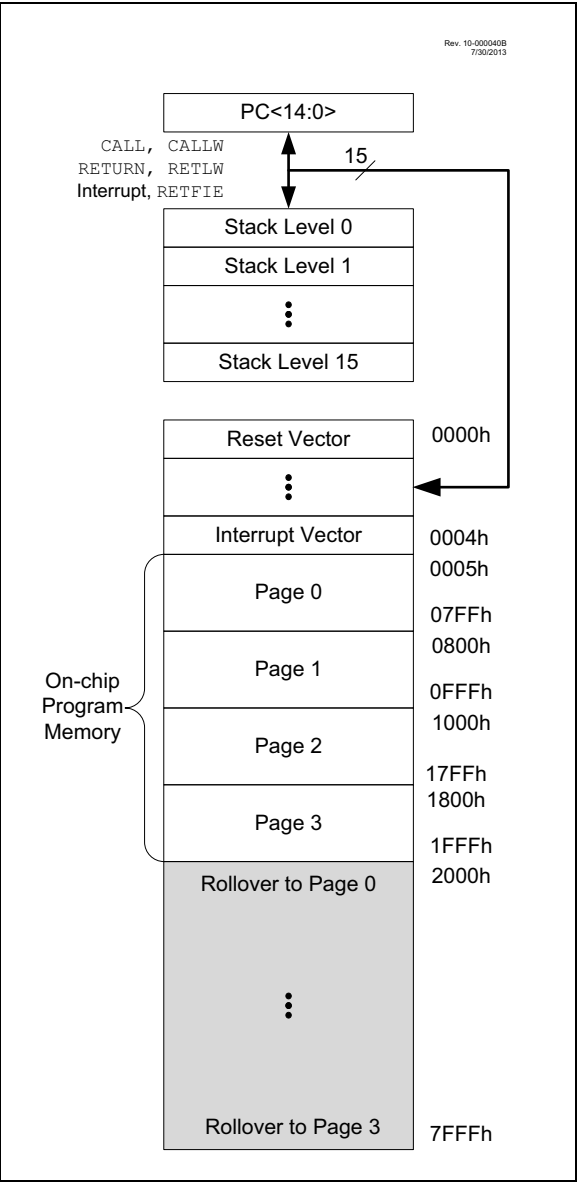 Rev. 10-000040B
7/30/2013
PC<14:0>
CALL, CALLW
RETURN, RETLW
Interrupt, RETFIE
15
Stack Level 0
Stack Level 1
Stack Level 15
Reset Vector
0000h
Interrupt Vector
0004h
0005h
Page 0
07FFh
0800h
Page 1
0FFFh
On-chip
Program
Memory
1000h
Page 2
17FFh
1800h
Page 3
1FFFh
Rollover to Page 0
2000h
Rollover to Page 3
7FFFh